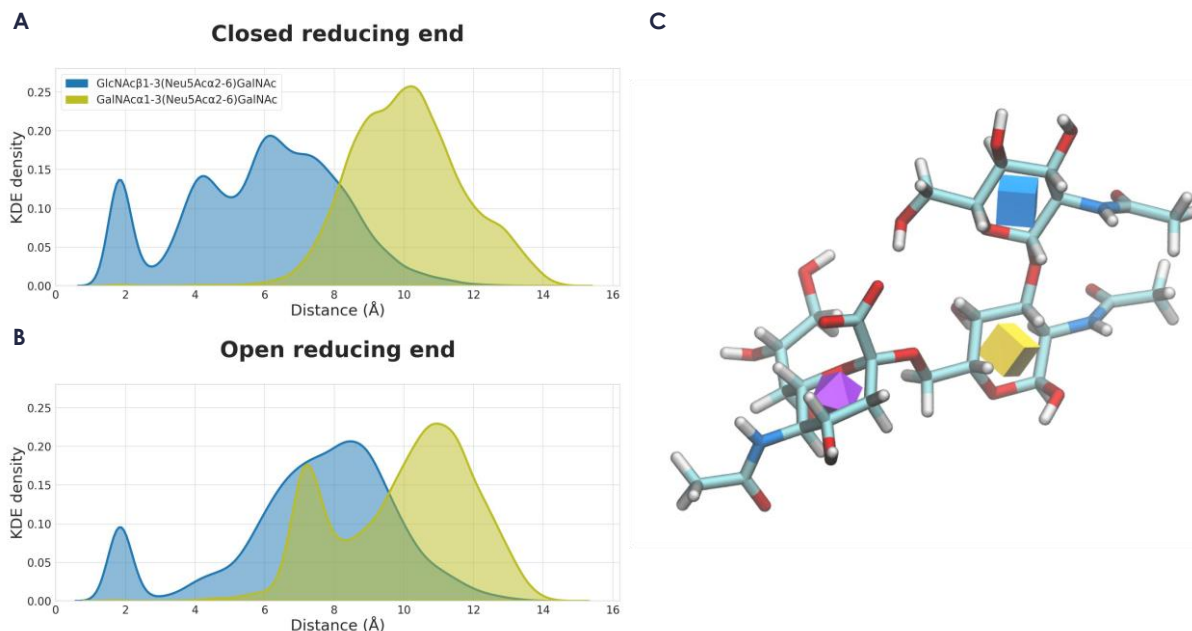 A
Closed reducing end
GlcNAcβ1-3(Neu5Acα2-6)GalNAc
GalNAcα1-3(Neu5Acα2-6)GalNAc
KDE density
0.25
0.20
0.15
0.10
0.05
0.00
0 2 4 6 8 10 12 14 16
Distance (Å)
B
Open reducing end
KDE density
0.25
0.20
0.15
0.10
0.05
0.00
0 2 4 6 8 10 12 14 16
Distance (Å)
C